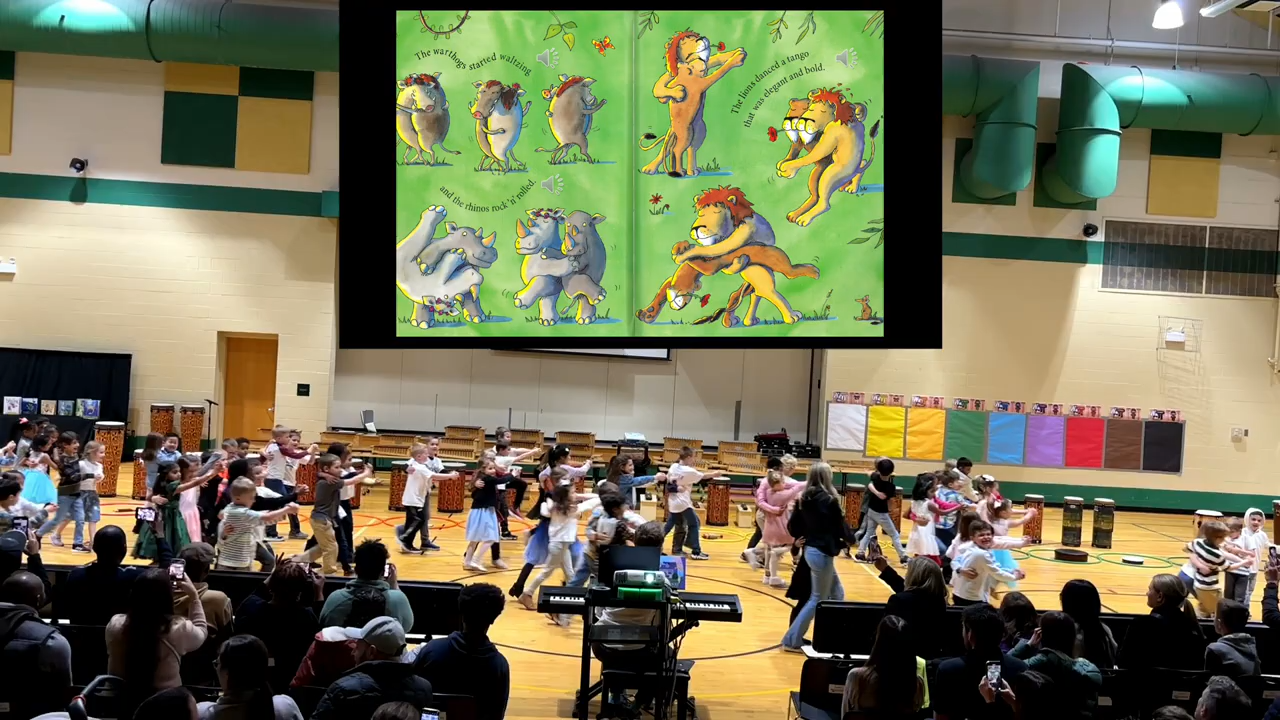 The warthogs started waltzing
and the rhinos rock'n'rolled.
The lions danced a tango
that was elegant and bold.